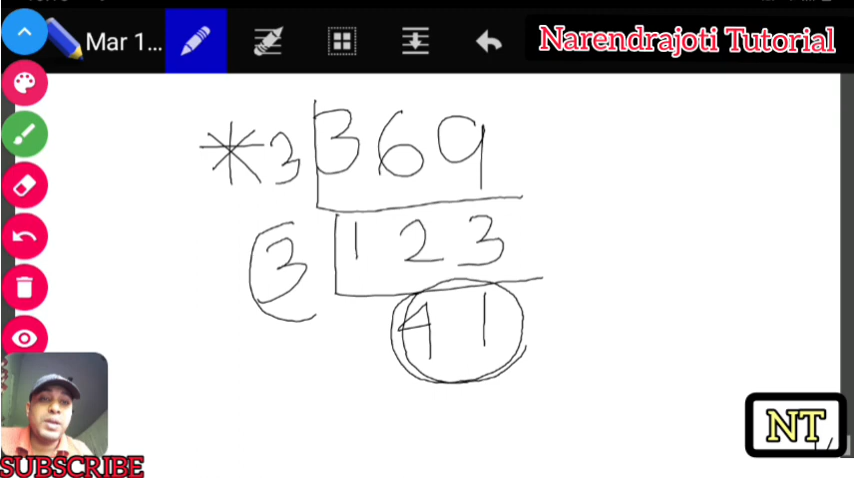 Mar 1...
Narendrajoti Tutorial
*3 369
3 123
41
NT
SUBSCRIBE